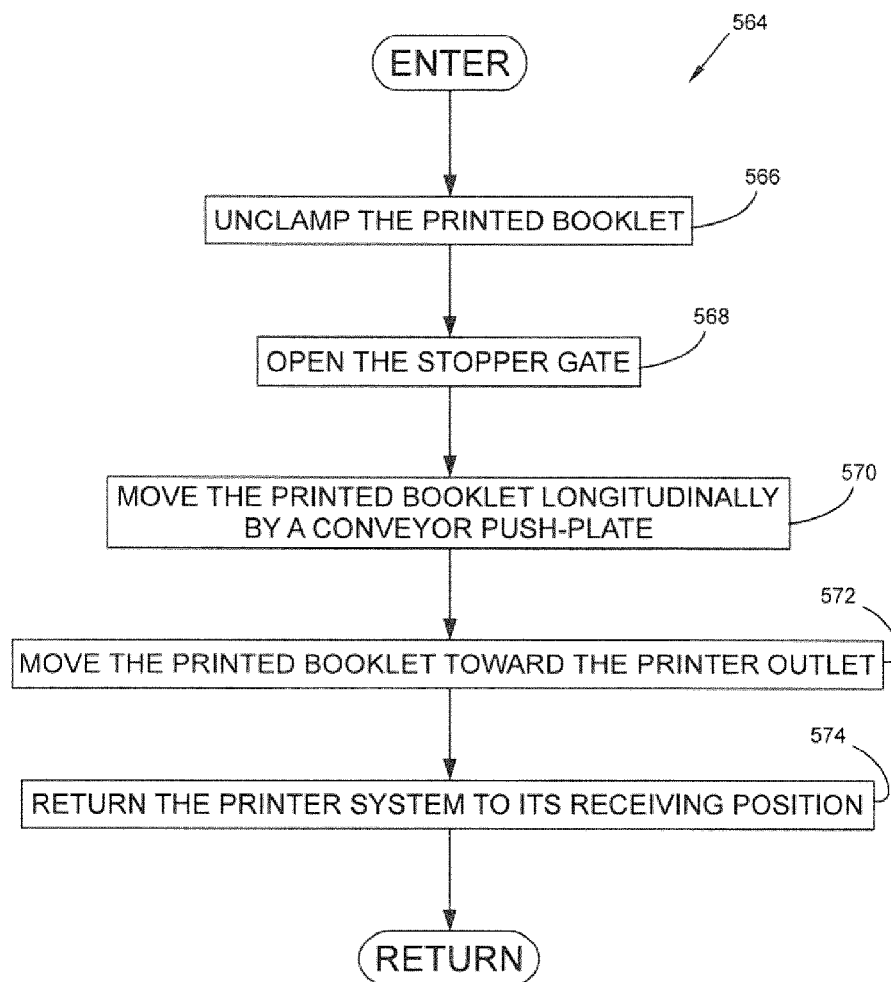 564
ENTER
566
UNCLAMP THE PRINTED BOOKLET
568
OPEN THE STOPPER GATE
570
MOVE THE PRINTED BOOKLET LONGITUDINALLY
BY A CONVEYOR PUSH-PLATE
572
MOVE THE PRINTED BOOKLET TOWARD THE PRINTER OUTLET
574
RETURN THE PRINTER SYSTEM TO ITS RECEIVING POSITION
RETURN